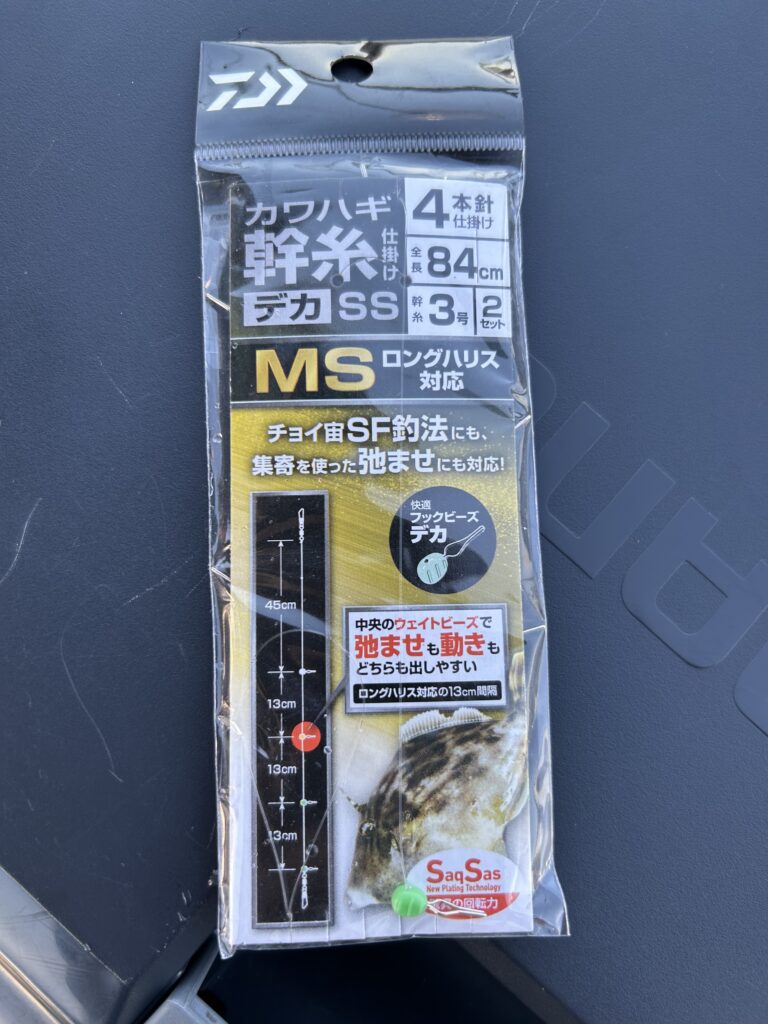 カワハギ
幹糸仕掛け
デカ SS
4本針仕掛け
全長 84cm
幹糸 3号 2セット
MS ロングハリス対応
チョイ宙SF釣法にも、
集寄を使った弛ませにも対応!
快適
フックビーズ
デカ
45cm
13cm
13cm
13cm
中央のウェイトビーズで
弛ませも動きも
どちらも出しやすい
ロングハリス対応の13cm間隔
SaqSas
New Plating Technology
の回転力